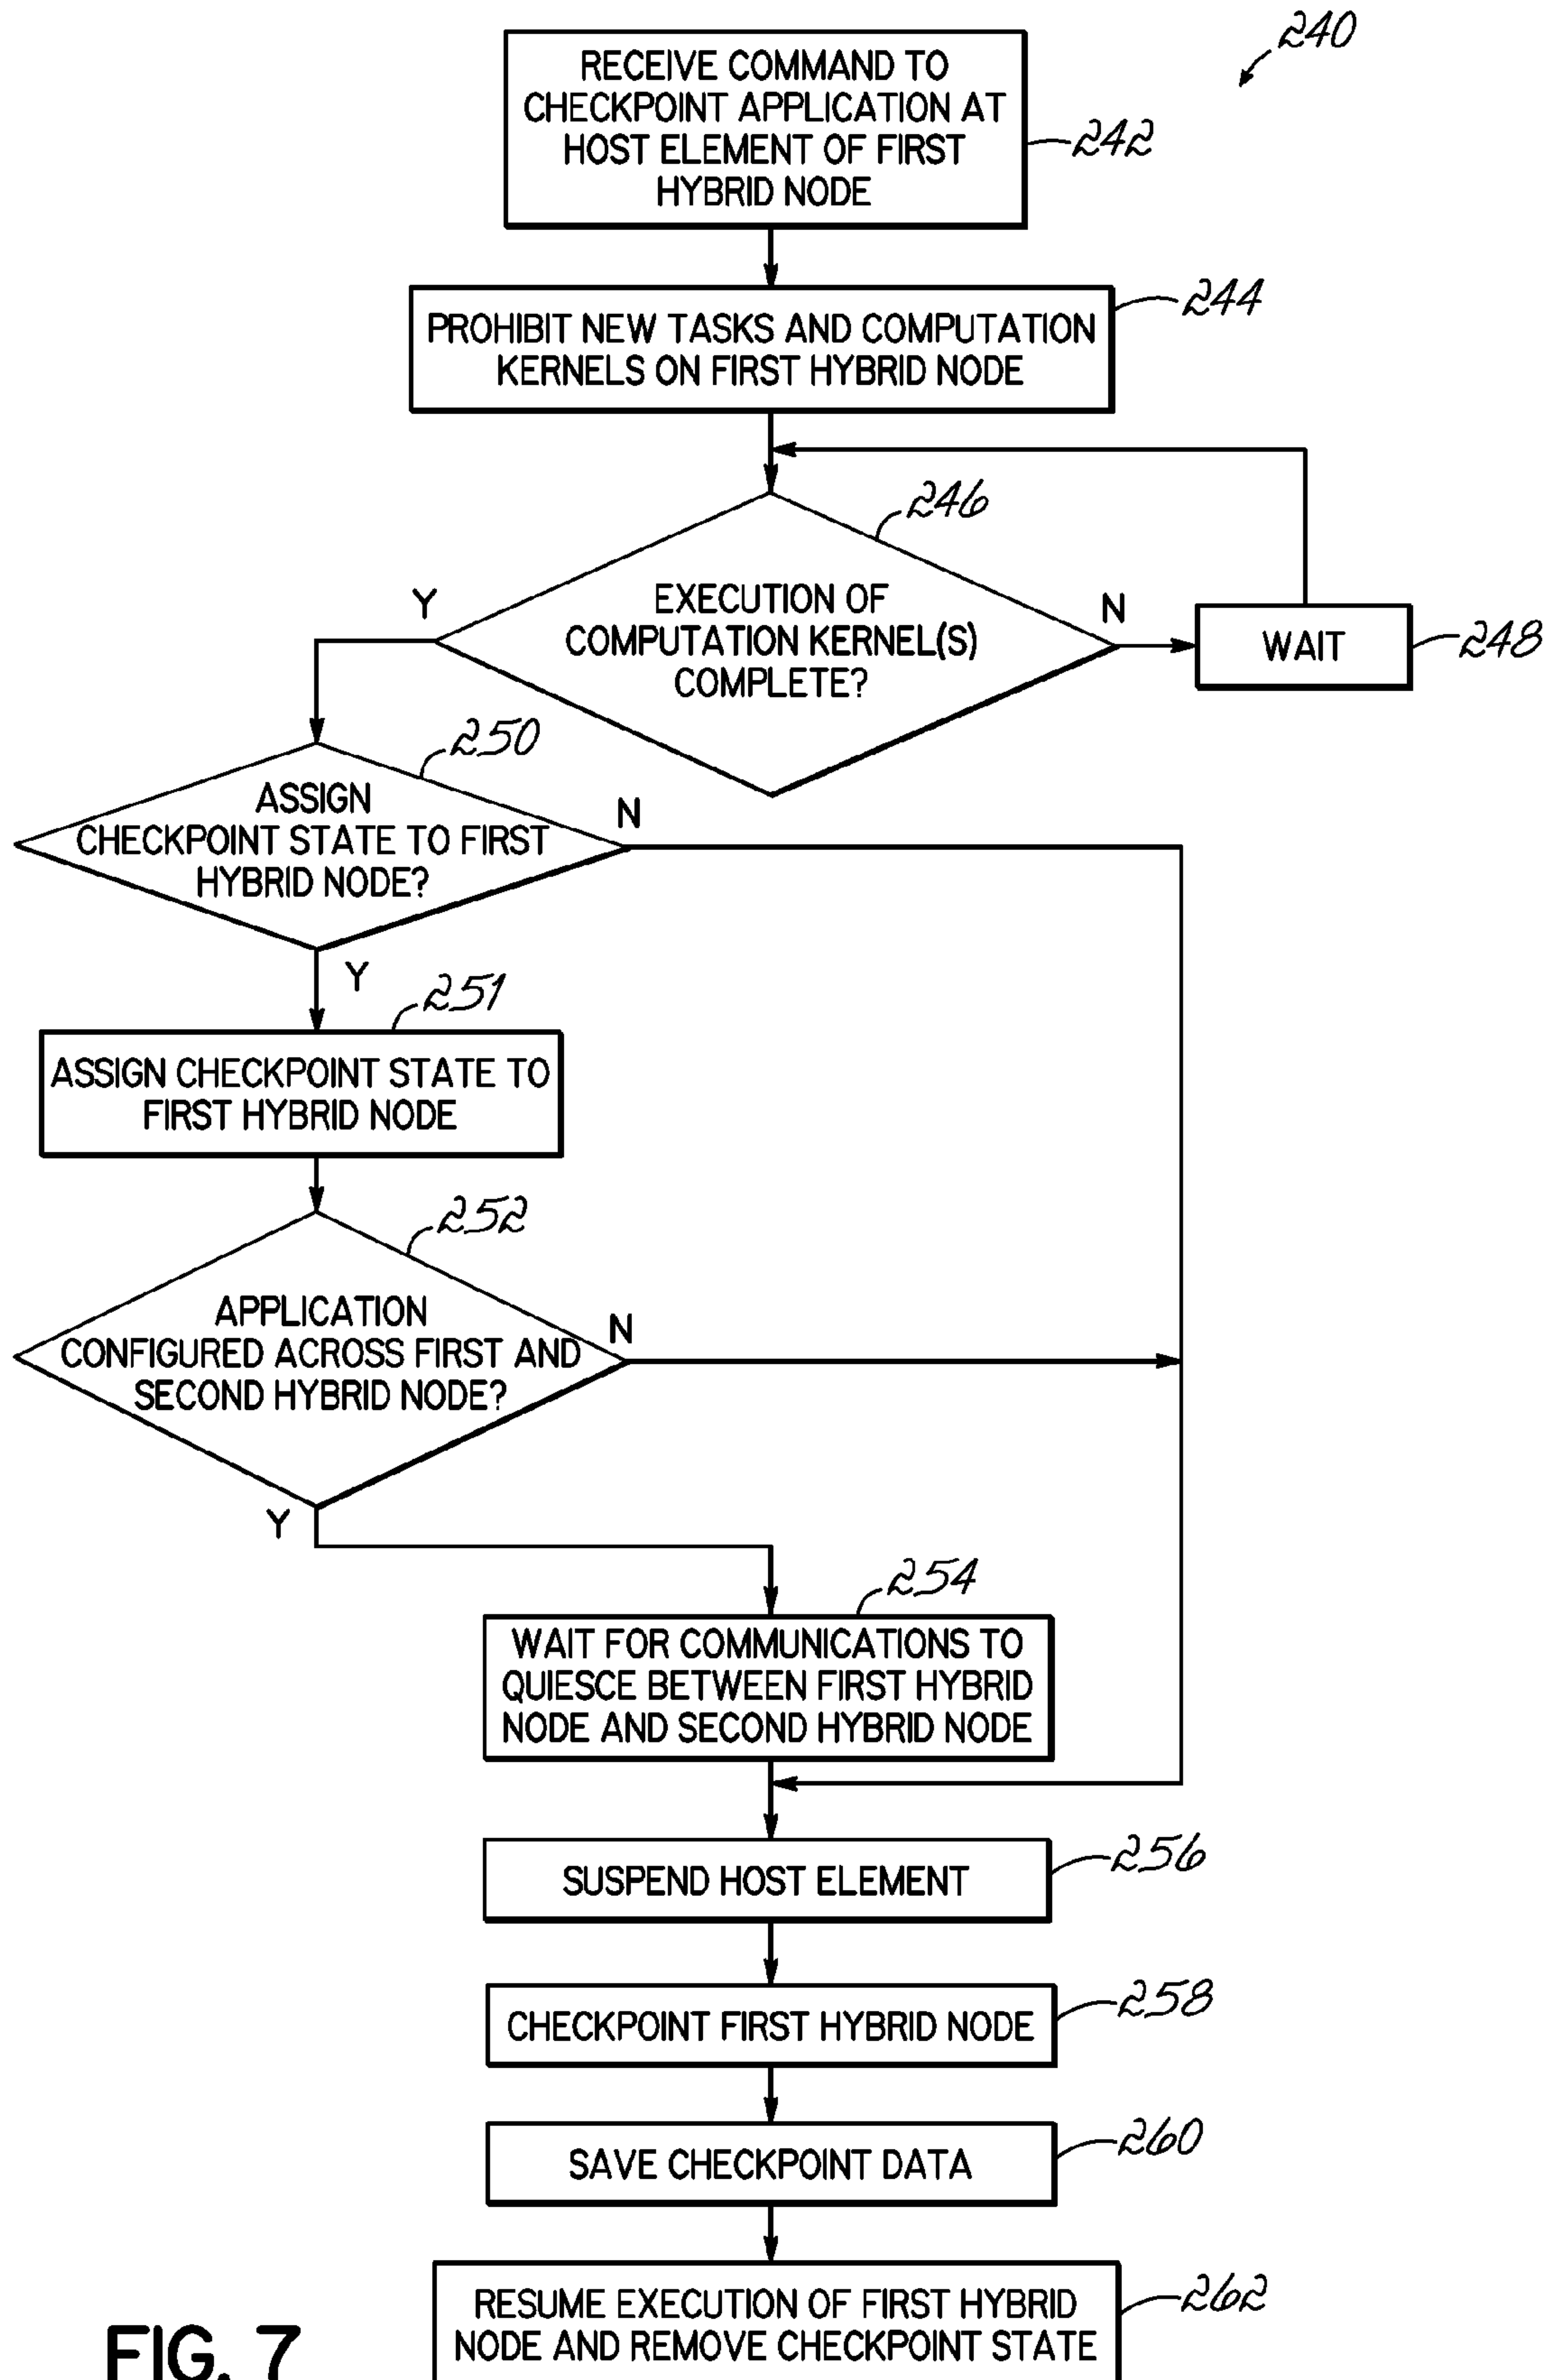 240
RECEIVE COMMAND TO
CHECKPOINT APPLICATION AT
HOST ELEMENT OF FIRST
HYBRID NODE
242
PROHIBIT NEW TASKS AND COMPUTATION
KERNELS ON FIRST HYBRID NODE
244
246
EXECUTION OF
COMPUTATION KERNEL(S)
COMPLETE?
Y
N
WAIT
248
250
ASSIGN
CHECKPOINT STATE TO FIRST
HYBRID NODE?
N
Y
251
ASSIGN CHECKPOINT STATE TO
FIRST HYBRID NODE
252
APPLICATION
CONFIGURED ACROSS FIRST AND
SECOND HYBRID NODE?
N
Y
254
WAIT FOR COMMUNICATIONS TO
QUIESCE BETWEEN FIRST HYBRID
NODE AND SECOND HYBRID NODE
SUSPEND HOST ELEMENT
256
CHECKPOINT FIRST HYBRID NODE
258
SAVE CHECKPOINT DATA
260
RESUME EXECUTION OF FIRST HYBRID
NODE AND REMOVE CHECKPOINT STATE
262
FIG. 7